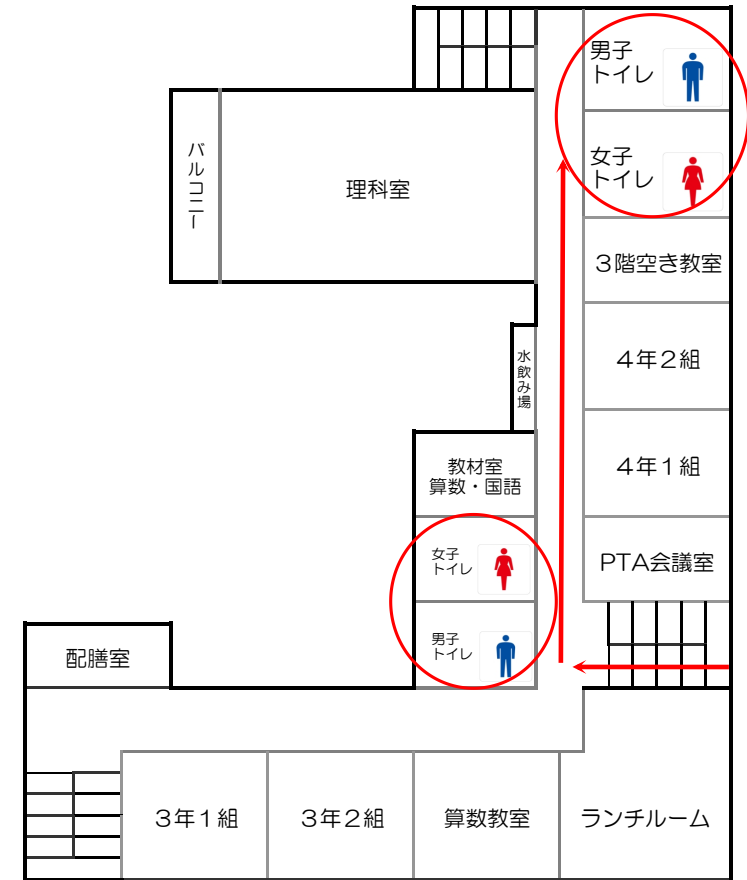 男子
トイレ
女子
トイレ
バルコニー
理科室
３階空き教室
水飲み場
４年２組
教材室
算数・国語
４年１組
女子
トイレ
PTA会議室
男子
トイレ
配膳室
３年１組
３年２組
算数教室
ランチルーム